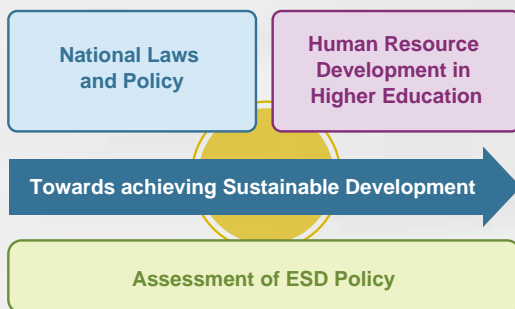 National Laws
and Policy
Human Resource
Development in
Higher Education
Towards achieving Sustainable Development
Assessment of ESD Policy